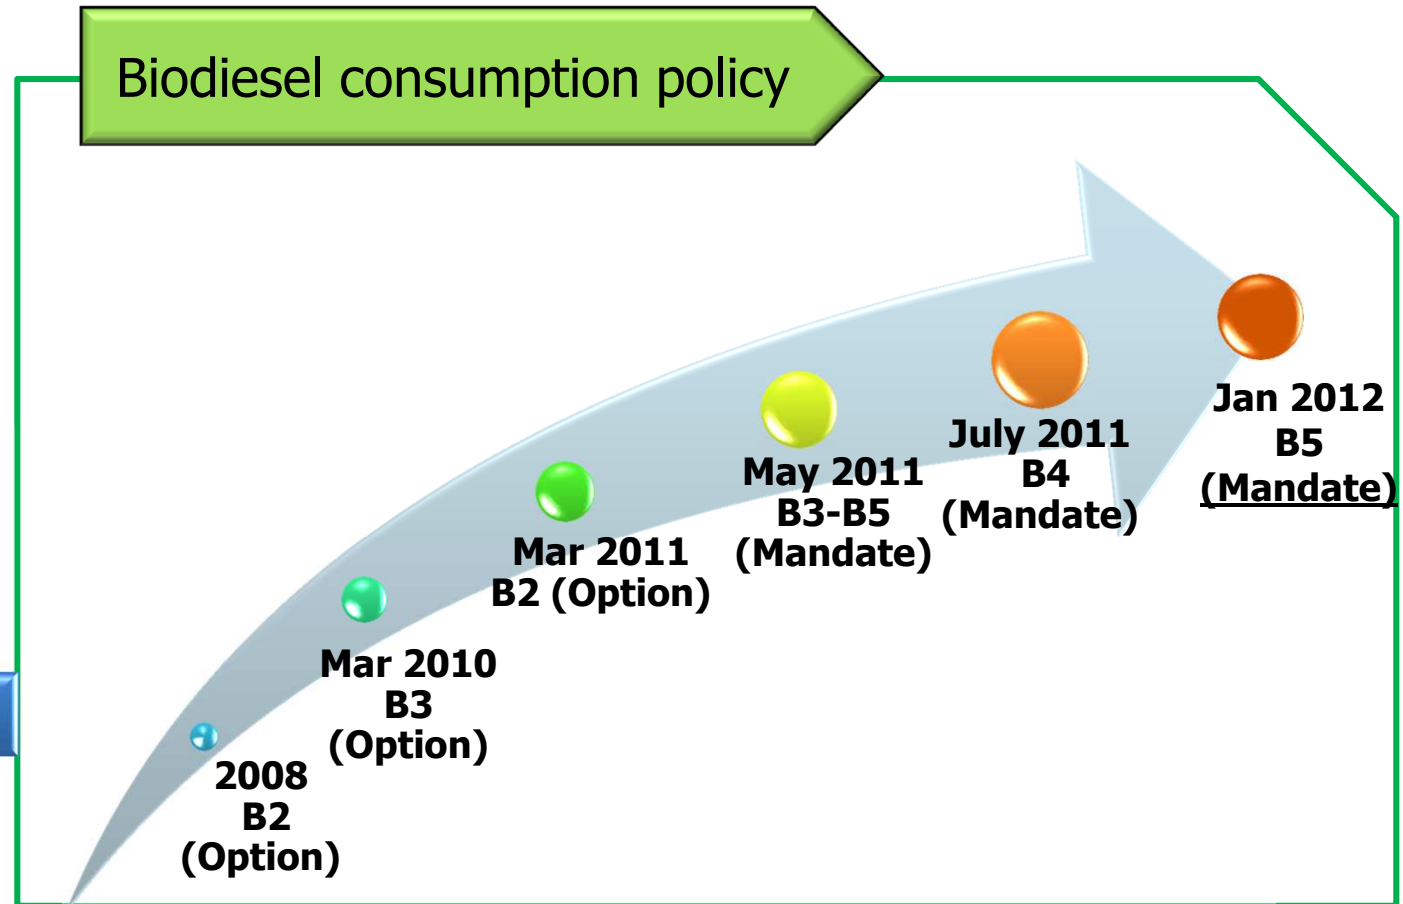 Biodiesel consumption policy
2008
B2
(Option)
Mar 2010
B3
(Option)
Mar 2011
B2 (Option)
May 2011
B3-B5
(Mandate)
July 2011
B4
(Mandate)
Jan 2012
B5
(Mandate)